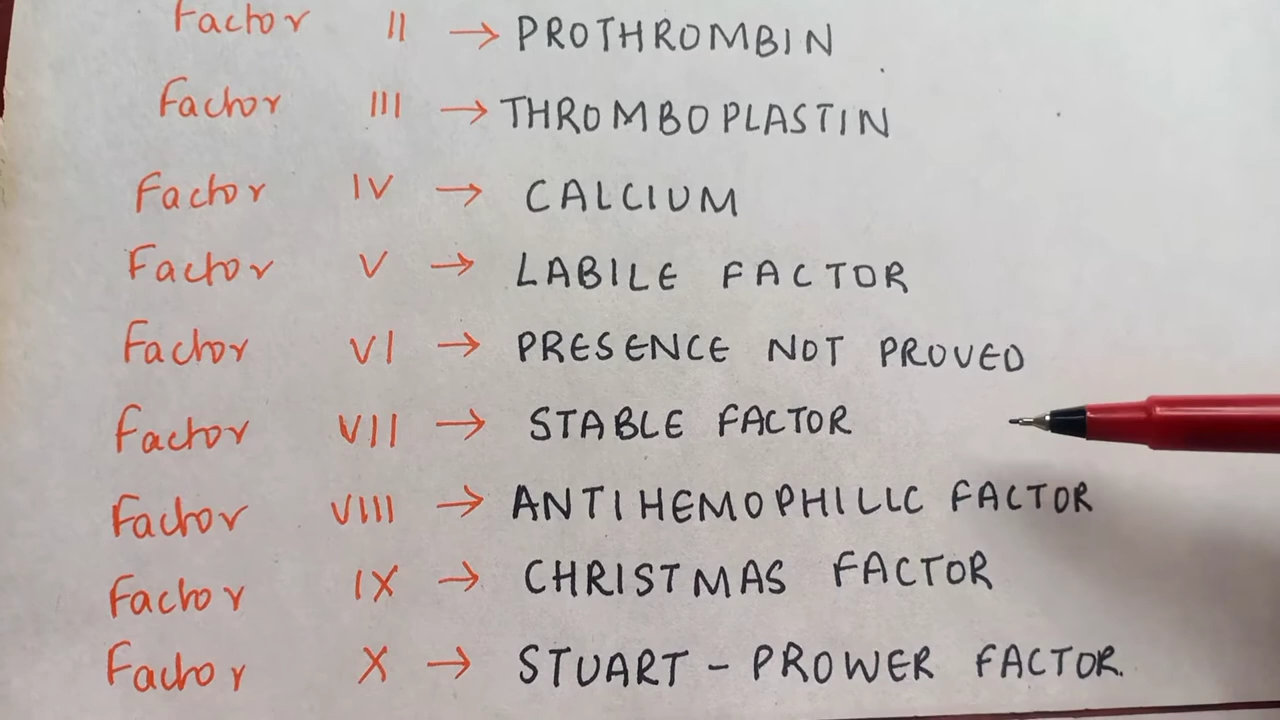 Factor II → PROTHROMBIN
Factor III → THROMBOPLASTIN
Factor IV → CALCIUM
Factor V → LABILE FACTOR
Factor VI → PRESENCE NOT PROVED
Factor VII → STABLE FACTOR
Factor VIII → ANTIHEMOPHILIC FACTOR
Factor IX → CHRISTMAS FACTOR
Factor X → STUART - PROWER FACTOR.